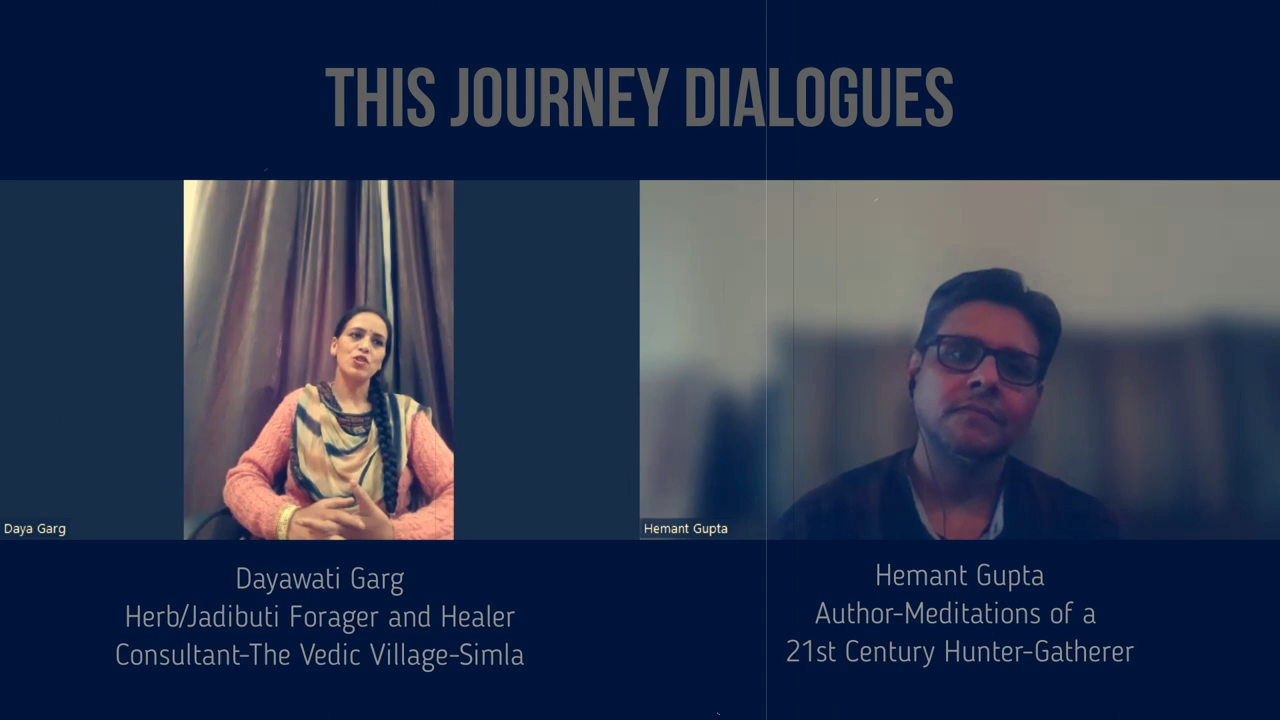 THIS JOURNEY DIALOGUES
Daya Garg
Hemant Gupta
Dayawati Garg
Herb/Jadibuti Forager and Healer
Consultant-The Vedic Village-Simla
Hemant Gupta
Author-Meditations of a
21st Century Hunter-Gatherer